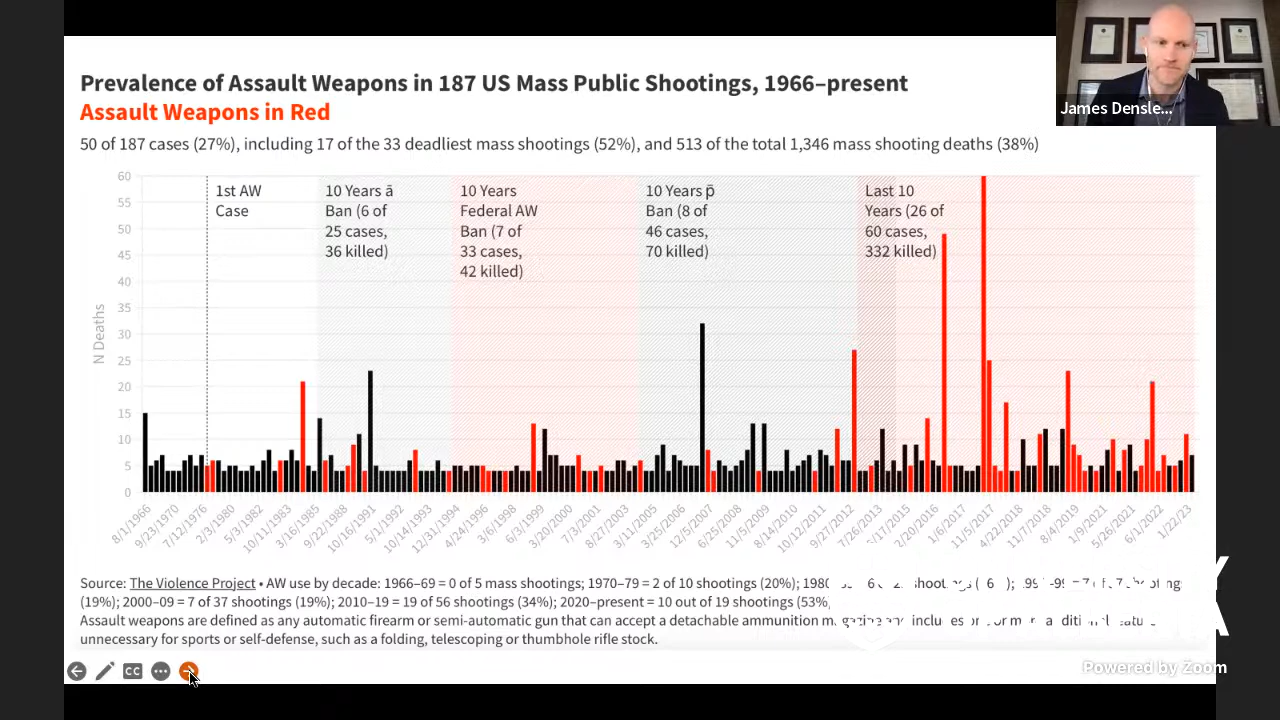 Prevalence of Assault Weapons in 187 US Mass Public Shootings, 1966–present
Assault Weapons in Red
James Densle...
50 of 187 cases (27%), including 17 of the 33 deadliest mass shootings (52%), and 513 of the total 1,346 mass shooting deaths (38%)
N Deaths
60
55
50
45
40
35
30
25
20
15
10
5
0
1st AW
Case
10 Years ā
Ban (6 of
25 cases,
36 killed)
10 Years
Federal AW
Ban (7 of
33 cases,
42 killed)
10 Years p̄
Ban (8 of
46 cases,
70 killed)
Last 10
Years (26 of
60 cases,
332 killed)
8/1/1966
9/23/1970
7/12/1976
2/3/1980
5/3/1982
10/11/1983
3/16/1985
9/22/1988
10/16/1991
5/1/1992
10/14/1993
12/31/1994
4/24/1996
3/6/1998
6/3/1999
3/20/2000
7/3/2001
8/27/2003
3/11/2005
3/25/2006
12/5/2007
6/25/2008
11/5/2009
8/14/2010
10/12/2011
9/27/2012
7/26/2013
2/20/2016
1/6/2017
11/5/2017
4/22/2018
11/7/2018
8/4/2019
1/9/2021
5/26/2021
6/1/2022
1/22/23
Source: The Violence Project • AW use by decade: 1966–69 = 0 of 5 mass shootings; 1970–79 = 2 of 10 shootings (20%);
(19%); 2000–09 = 7 of 37 shootings (19%); 2010–19 = 19 of 56 shootings (34%); 2020–present = 10 out of 19 shootings (53%)
Assault weapons are defined as any automatic firearm or semi-automatic gun that can accept a detachable ammunition magazine and includes
unnecessary for sports or self-defense, such as a folding, telescoping or thumbhole rifle stock.
CC
Powered by Zoom